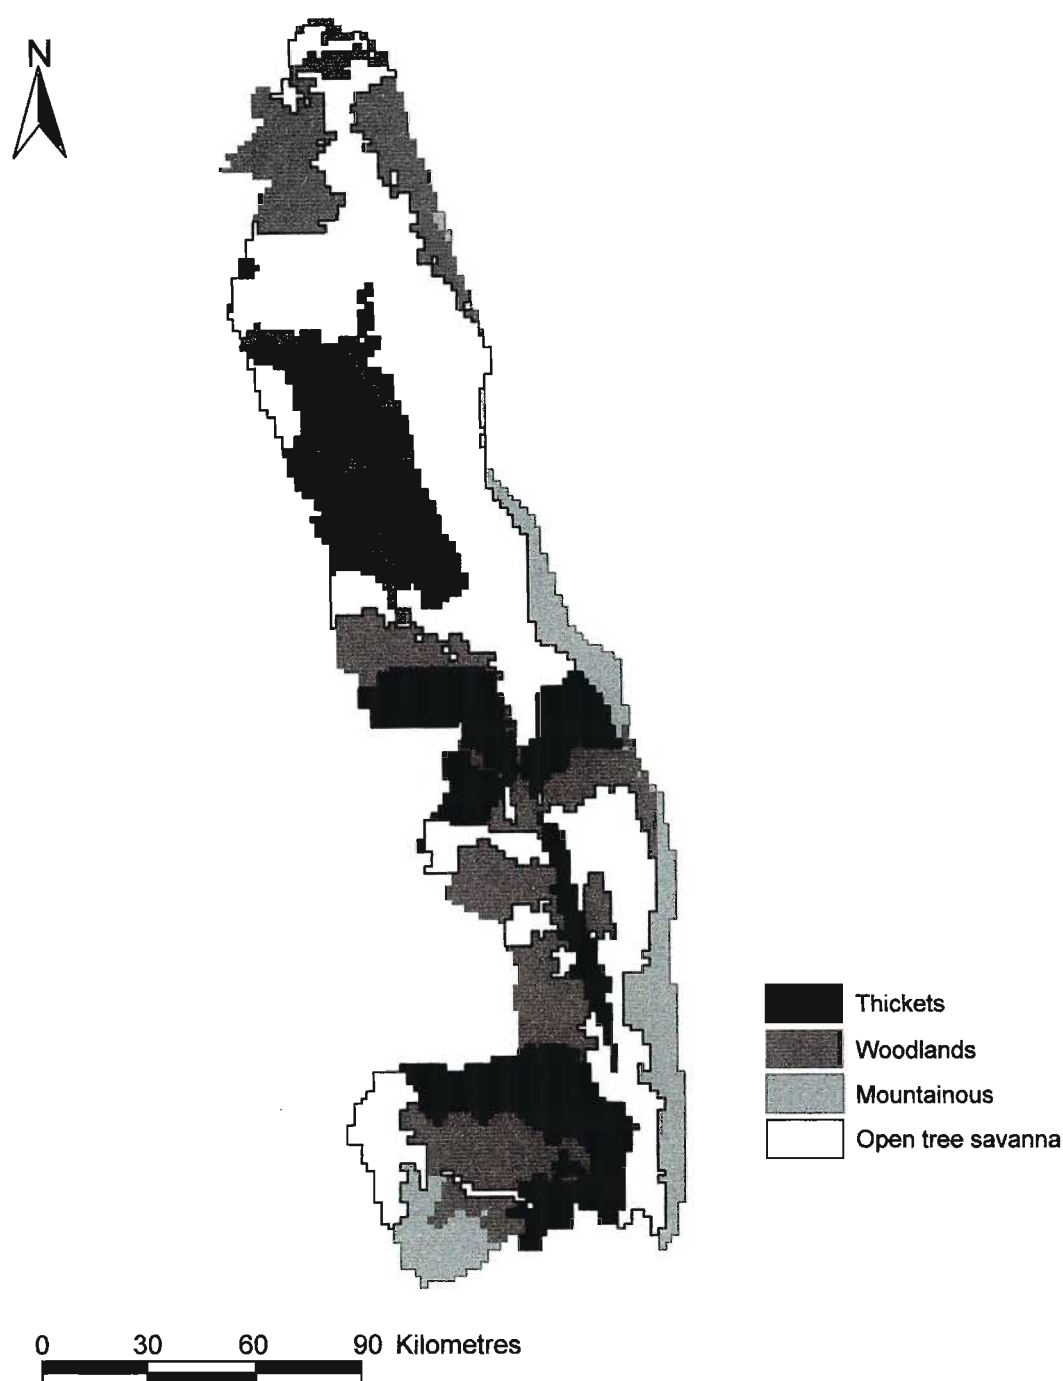 N
Thickets
Woodlands
Mountainous
Open tree savanna
0 30 60 90 Kilometres